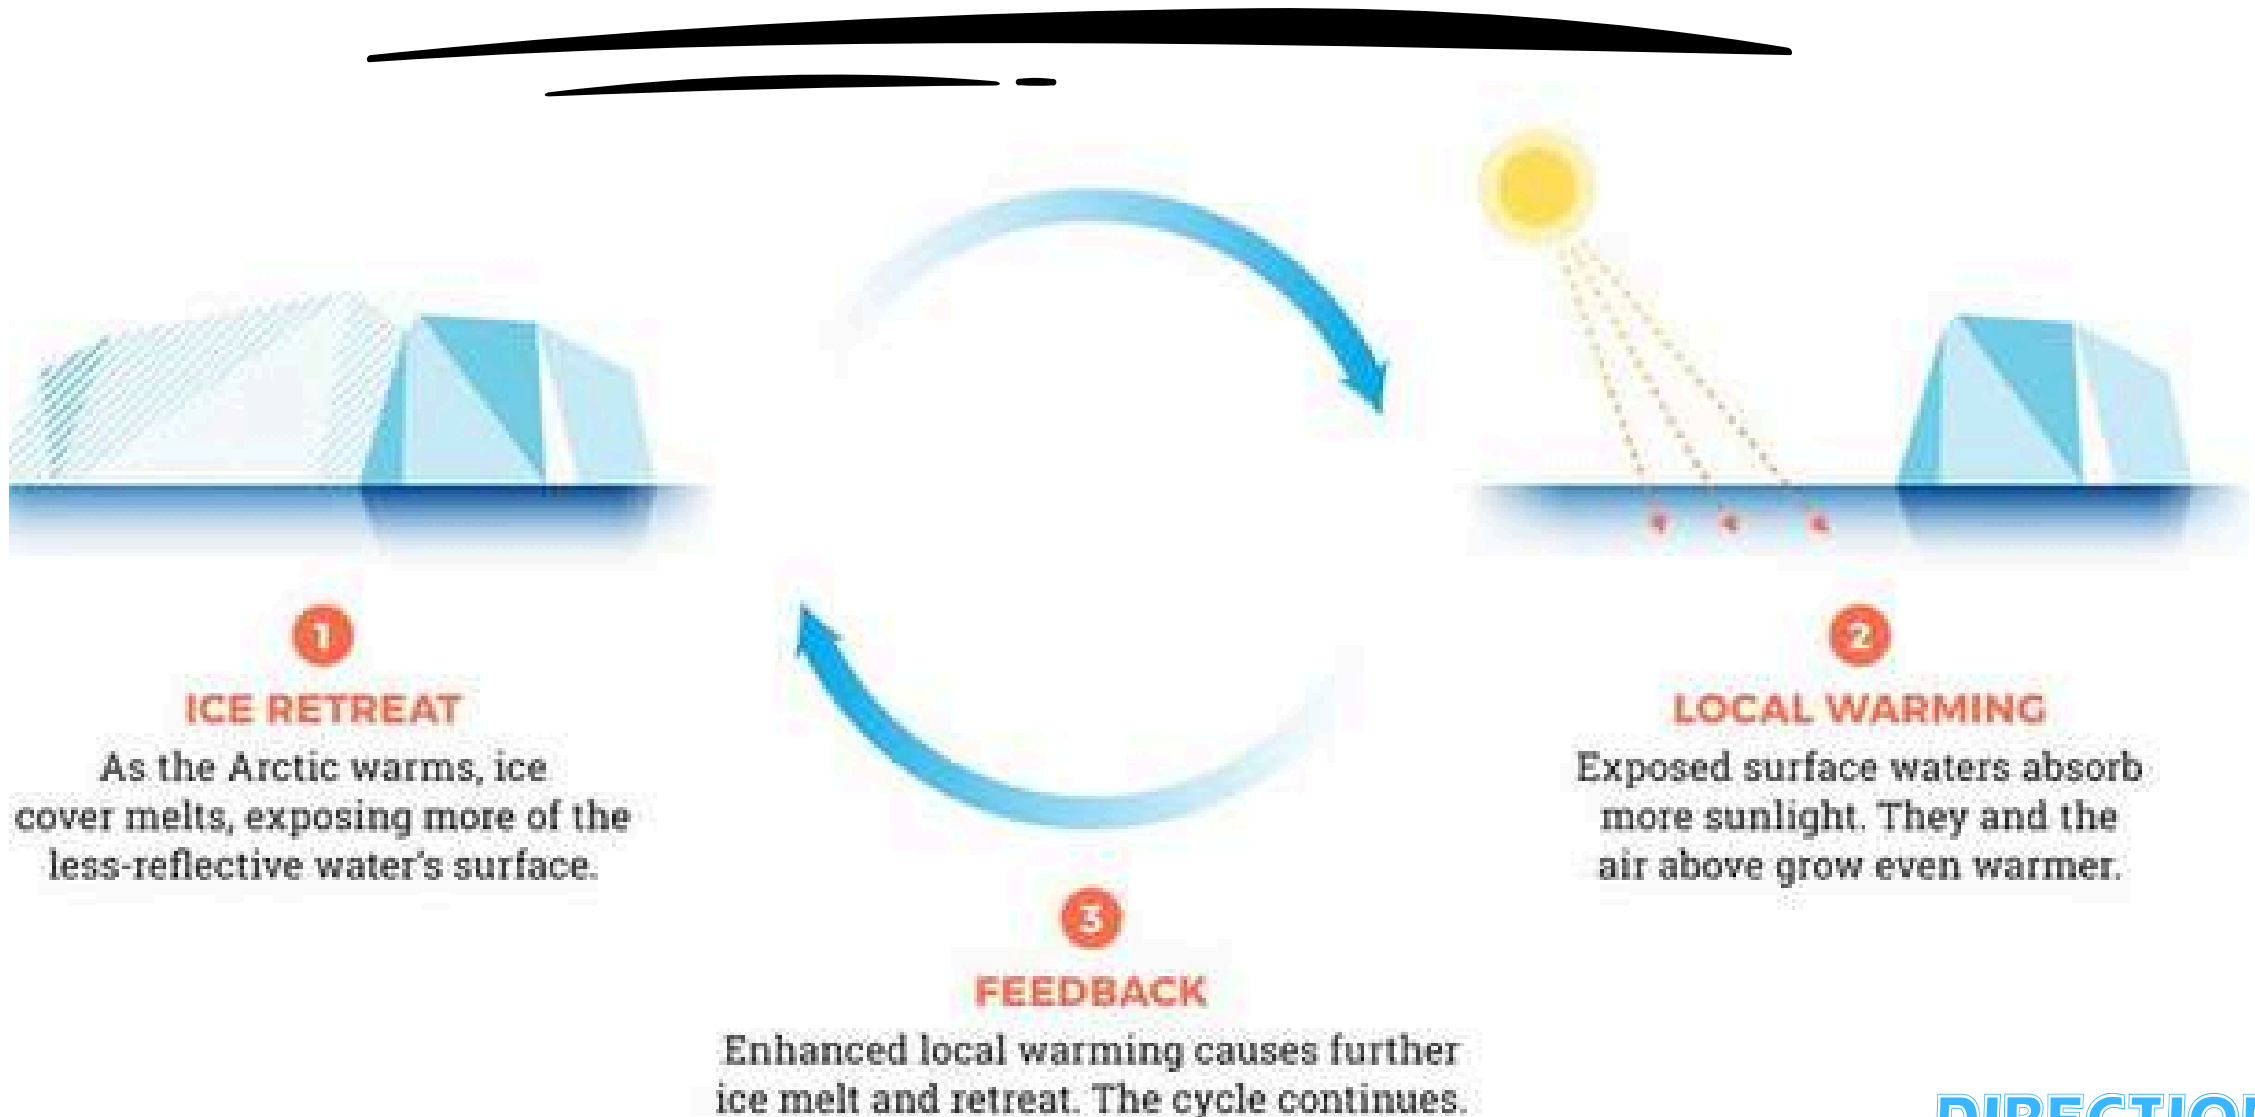 1
ICE RETREAT
As the Arctic warms, ice
cover melts, exposing more of the
less-reflective water's surface.
2
LOCAL WARMING
Exposed surface waters absorb
more sunlight. They and the
air above grow even warmer.
3
FEEDBACK
Enhanced local warming causes further
ice melt and retreat. The cycle continues.